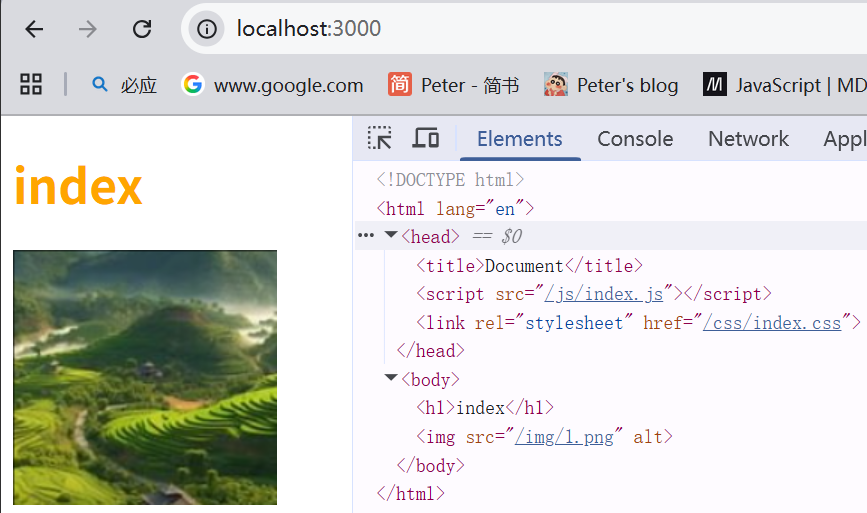 localhost:3000
必应 www.google.com 简 Peter - 简书 Peter's blog JavaScript | MD
Elements Console Network Appl
index
<!DOCTYPE html>
<html lang="en">
<head> == $0
<title>Document</title>
<script src="/js/index.js"></script>
<link rel="stylesheet" href="/css/index.css">
</head>
<body>
<h1>index</h1>
<img src="/img/1.png" alt>
</body>
</html>